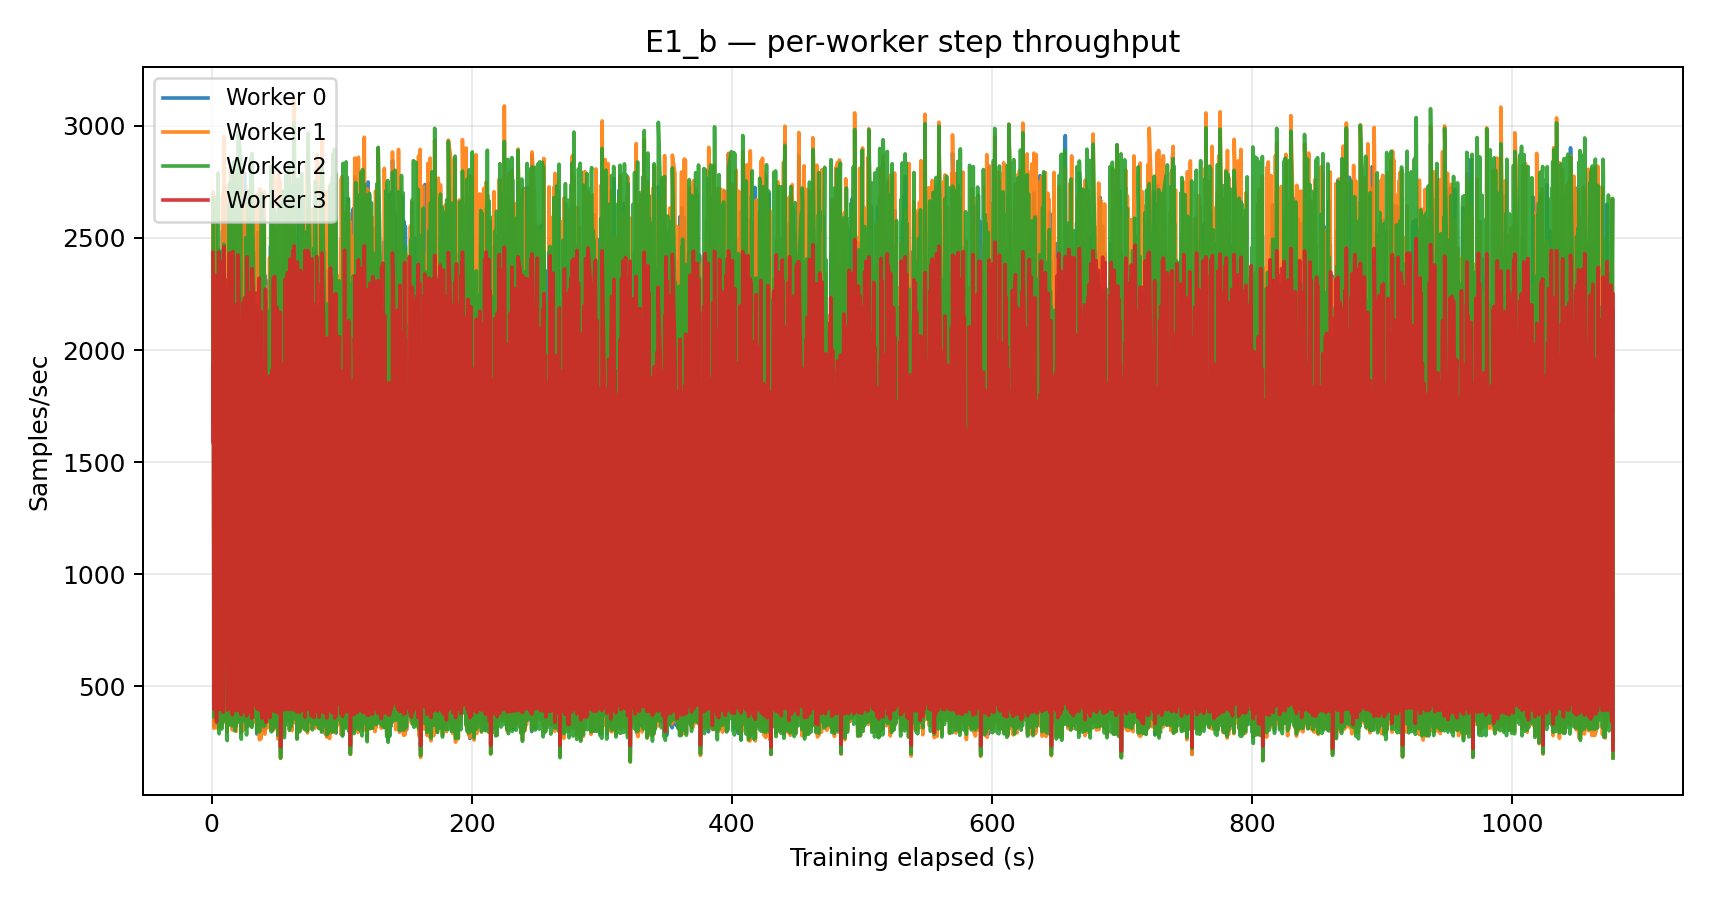 E1_b — per-worker step throughput
Worker 0
Worker 1
Worker 2
Worker 3
3000
2500
2000
1500
1000
500
Samples/sec
0
200
400
600
800
1000
Training elapsed (s)